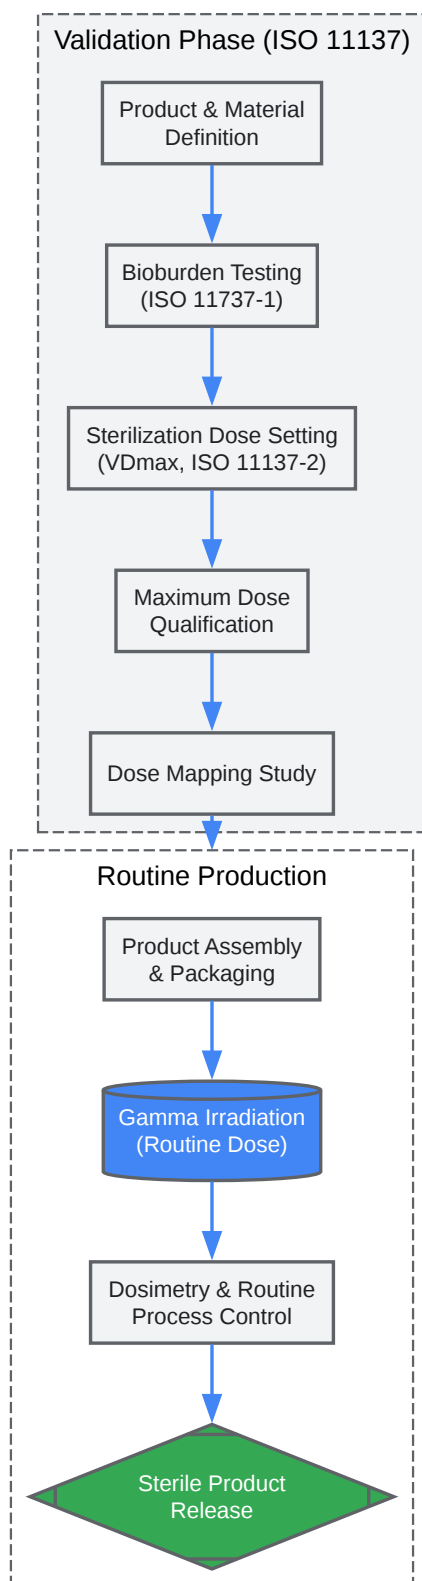 Validation Phase (ISO 11137)
Product & Material
Definition
Bioburden Testing
(ISO 11737-1)
Sterilization Dose Setting
(VDmax, ISO 11137-2)
Maximum Dose
Qualification
Dose Mapping Study
Routine Production
Product Assembly
& Packaging
Gamma Irradiation
(Routine Dose)
Dosimetry & Routine
Process Control
Sterile Product
Release